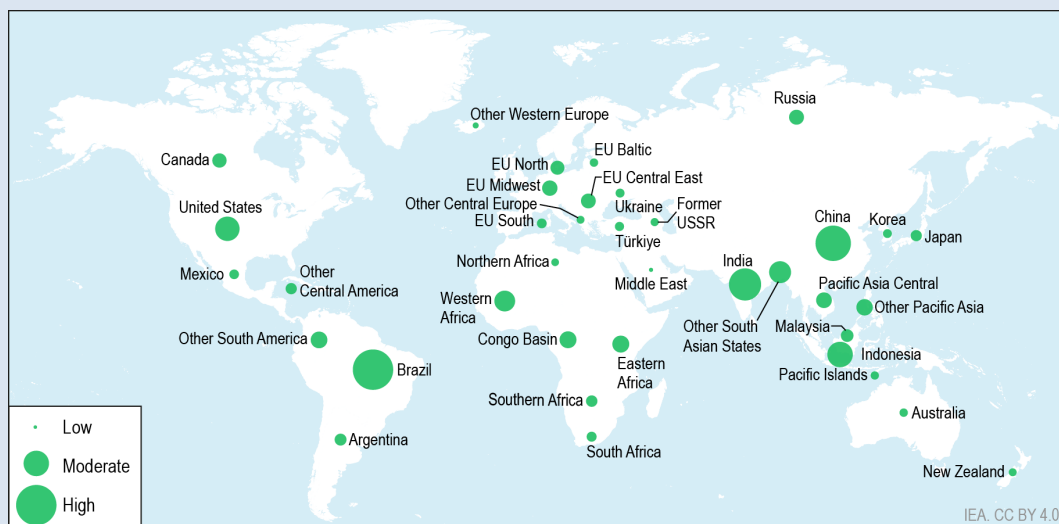 Russia
Other Western Europe
EU Baltic
Canada
EU North
EU Central East
EU Midwest
United States
Other Central Europe
Ukraine
Former
USSR
China
Korea
EU South
Türkiye
Japan
Northern Africa
India
Mexico
Other
Central America
Middle East
Pacific Asia Central
Western
Africa
Other Pacific Asia
Other South
Asian States
Malaysia
Other South America
Congo Basin
Indonesia
Eastern
Africa
Brazil
Pacific Islands
Southern Africa
Australia
Low
Argentina
South Africa
Moderate
New Zealand
High
IEA. CC BY 4.0